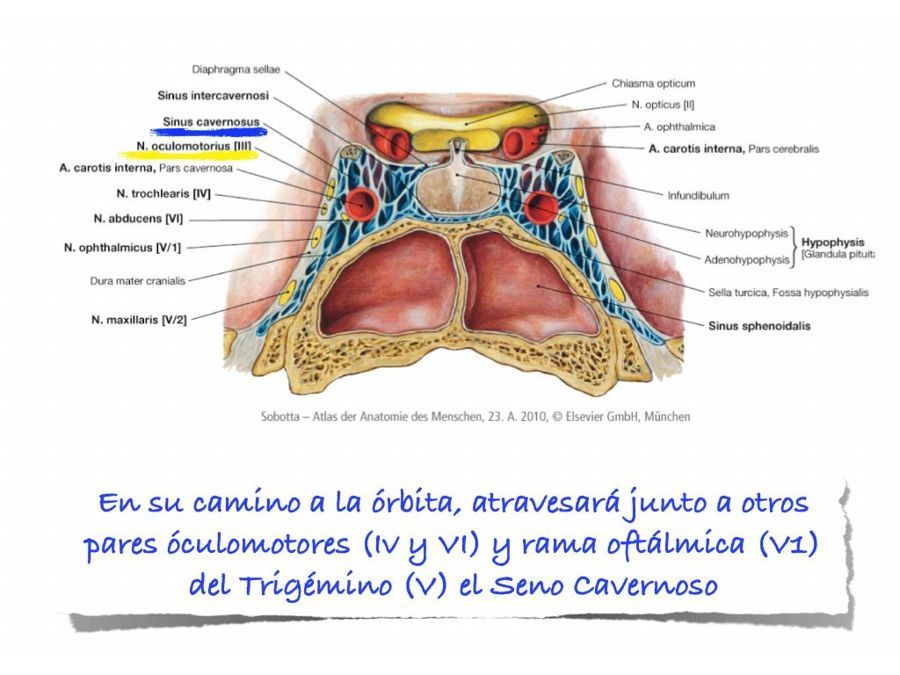 Diaphragma sellae
Sinus intercavernosi
Sinus cavernosus
N. oculomotorius [III]
A. carotis interna, Pars cavernosa
N. trochlearis [IV]
N. abducens [VI]
N. ophthalmicus [V/1]
Dura mater cranialis
N. maxillaris [V/2]
Chiasma opticum
N. opticus [II]
A. ophthalmica
A. carotis interna, Pars cerebralis
Infundibulum
Neurohypophysis
Adenohypophysis
Hypophysis
[Glandula pituita
Sella turcica, Fossa hypophysialis
Sinus sphenoidalis
Sobotta – Atlas der Anatomie des Menschen, 23. A. 2010, © Elsevier GmbH, München
En su camino a la órbita, atravesará junto a otros
pares óculomotores (IV y VI) y rama oftálmica (V1)
del Trigémino (V) el Seno Cavernoso